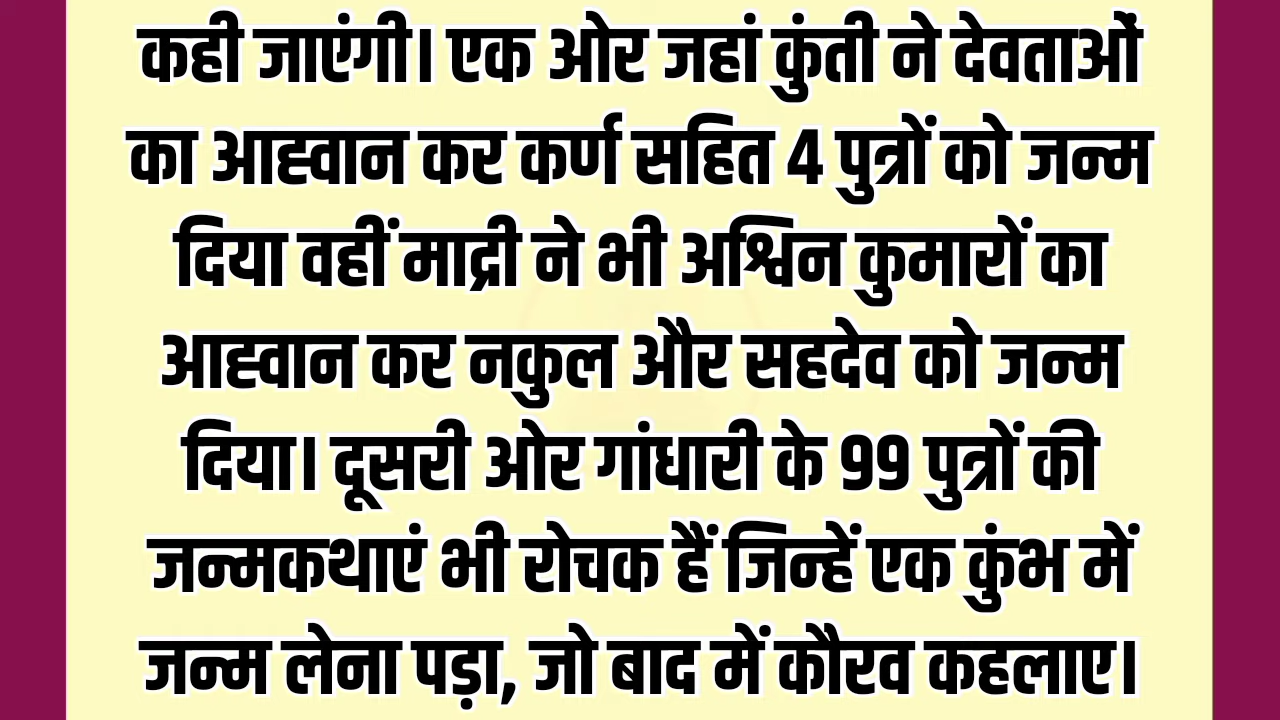 कही जाएंगी। एक ओर जहां कुंती ने देवताओं
का आह्वान कर कर्ण सहित 4 पुत्रों को जन्म
दिया वहीं माद्री ने भी अश्विन कुमारों का
आह्वान कर नकुल और सहदेव को जन्म
दिया। दूसरी ओर गांधारी के 99 पुत्रों की
जन्मकथाएं भी रोचक हैं जिन्हें एक कुंभ में
जन्म लेना पड़ा, जो बाद में कौरव कहलाए।